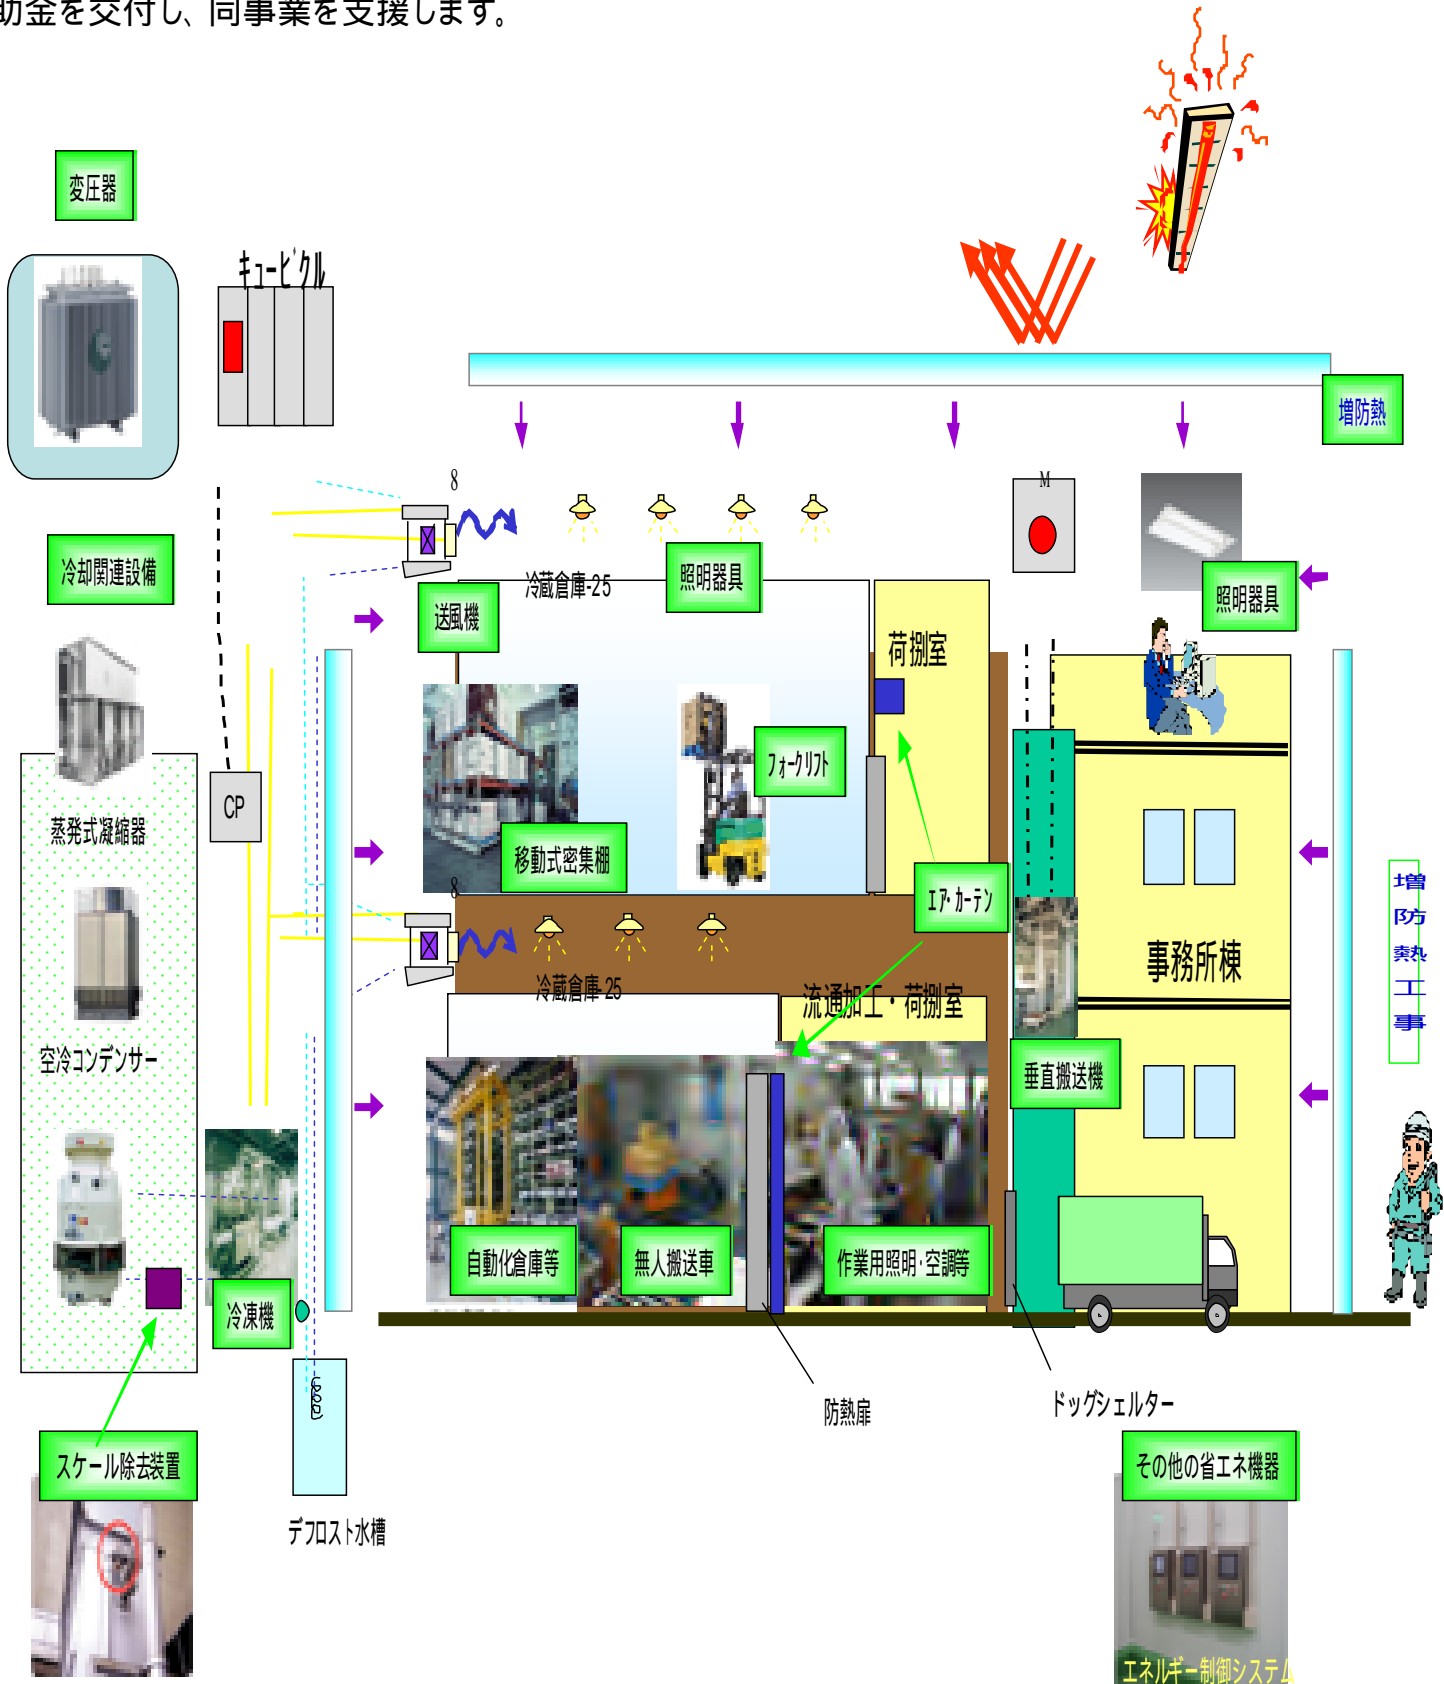 助金を交付し、同事業を支援します。
変圧器
キュービクル
増防熱
8
M
冷却関連設備
冷蔵倉庫-25
照明器具
照明器具
送風機
荷捌室
フォークリフト
CP
蒸発式凝縮器
移動式密集棚
8
エア・カーテン
増防熱工事
事務所棟
冷蔵倉庫-25
流通加工・荷捌室
空冷コンデンサー
垂直搬送機
自動化倉庫等
無人搬送車
作業用照明・空調等
冷凍機
防熱扉
ドッグシェルター
スケール除去装置
その他の省エネ機器
デフロスト水槽
エネルギー制御システム